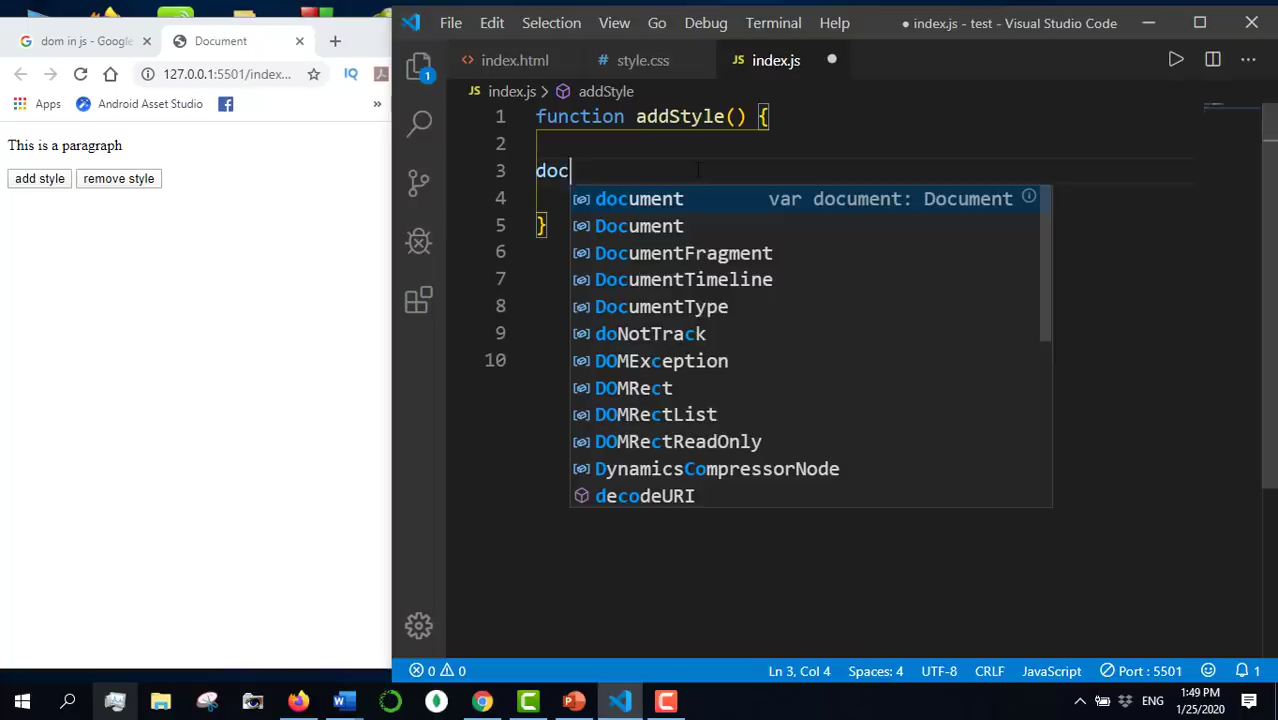 File Edit Selection View Go Debug Terminal Help ● index.js - test - Visual Studio Code
dom in js - Google Document
index.html # style.css JS index.js
127.0.0.1:5501/index...
JS index.js > addStyle
Apps Android Asset Studio »
1 function addStyle() {
This is a paragraph
2
add style remove style
3 doc
4
5 }
6
7
8
9
10
document var document: Document
Document
DocumentFragment
DocumentTimeline
DocumentType
doNotTrack
DOMException
DOMRect
DOMRectList
DOMRectReadOnly
DynamicsCompressorNode
decodeURI
1
0 0 Ln 3, Col 4 Spaces: 4 UTF-8 CRLF JavaScript Port : 5501 1
ENG 1:49 PM
1/25/2020